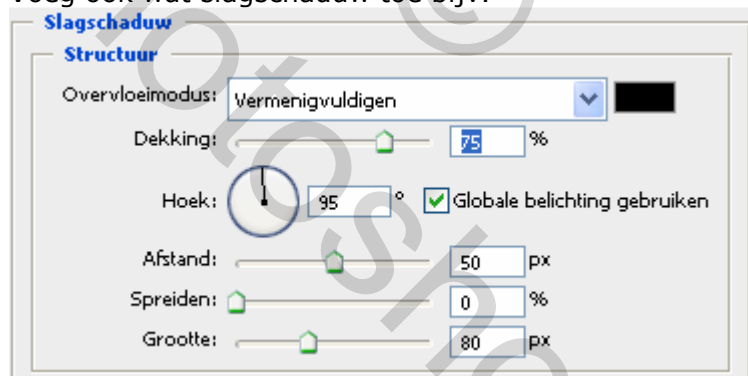 Voeg ook wat slagschaduw toe bijv.
Slagschaduw
Structuur
Overvloeimodus: Vermenigvuldigen
Dekking: 75 %
Hoek: 95 ° Globale belichting gebruiken
Afstand: 50 px
Spreiden: 0 %
Grootte: 80 px